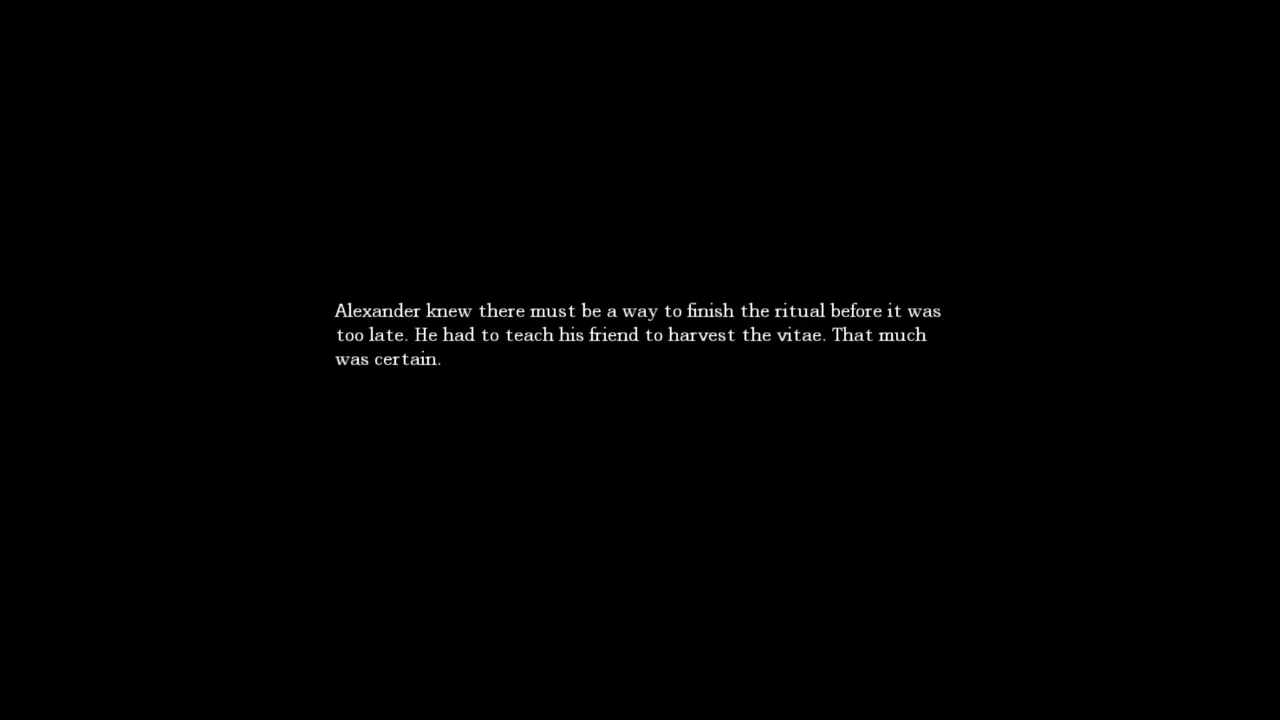 Alexander knew there must be a way to finish the ritual before it was
too late. He had to teach his friend to harvest the vitae. That much
was certain.